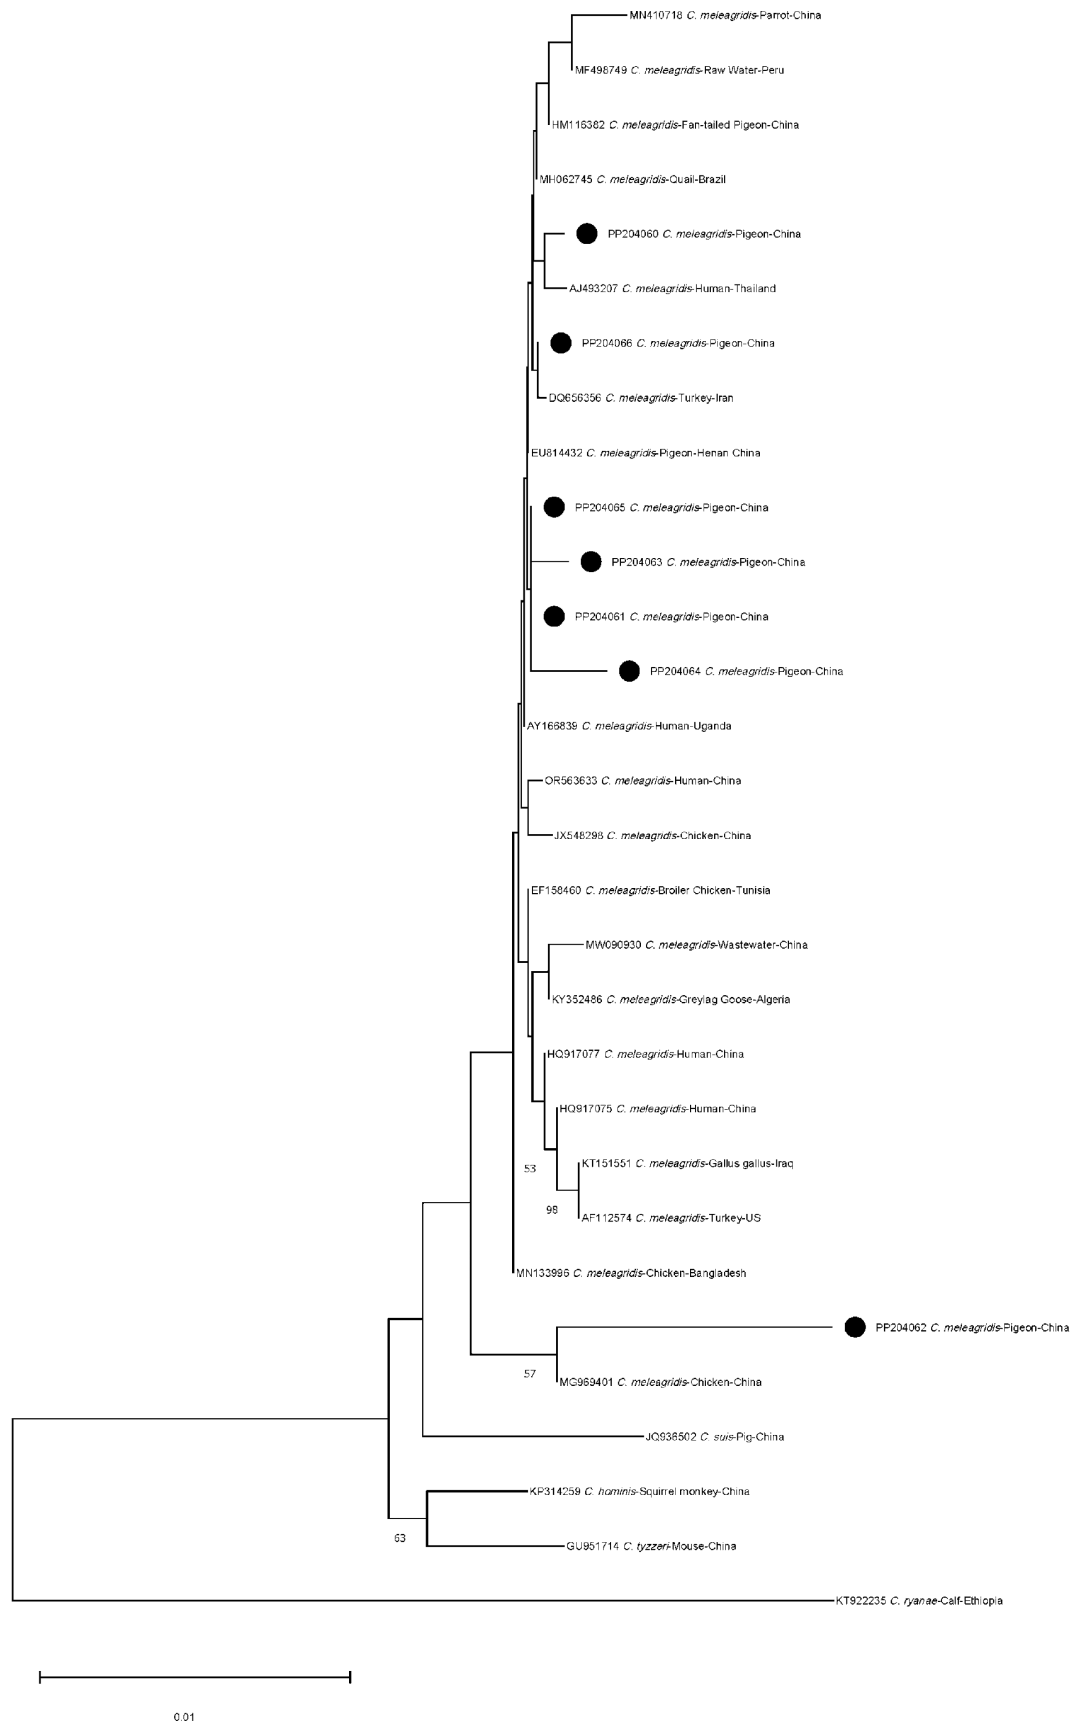 MN410718 C. meleagridis-Parrot-China
MF498749 C. meleagridis-Raw Water-Peru
HM116382 C. meleagridis-Fan-tailed Pigeon-China
MH062745 C. meleagridis-Quail-Brazil
PP204060 C. meleagridis-Pigeon-China
AJ493207 C. meleagridis-Human-Thailand
PP204066 C. meleagridis-Pigeon-China
DQ656356 C. meleagridis-Turkey-Iran
EU814432 C. meleagridis-Pigeon-Henan China
PP204065 C. meleagridis-Pigeon-China
PP204063 C. meleagridis-Pigeon-China
PP204061 C. meleagridis-Pigeon-China
PP204064 C. meleagridis-Pigeon-China
AY166839 C. meleagridis-Human-Uganda
OR563633 C. meleagridis-Human-China
JX548298 C. meleagridis-Chicken-China
EF158460 C. meleagridis-Broiler Chicken-Tunisia
MW090930 C. meleagridis-Wastewater-China
KY352486 C. meleagridis-Greylag Goose-Algeria
HQ917077 C. meleagridis-Human-China
HQ917075 C. meleagridis-Human-China
53
KT151551 C. meleagridis-Gallus gallus-Iraq
98
AF112574 C. meleagridis-Turkey-US
MN133996 C. meleagridis-Chicken-Bangladesh
PP204062 C. meleagridis-Pigeon-China
57
MG969401 C. meleagridis-Chicken-China
JQ936502 C. suis-Pig-China
KP314259 C. hominis-Squirrel monkey-China
63
GU951714 C. tyzzeri-Mouse-China
KT922235 C. ryanae-Calf-Ethiopia
0.01